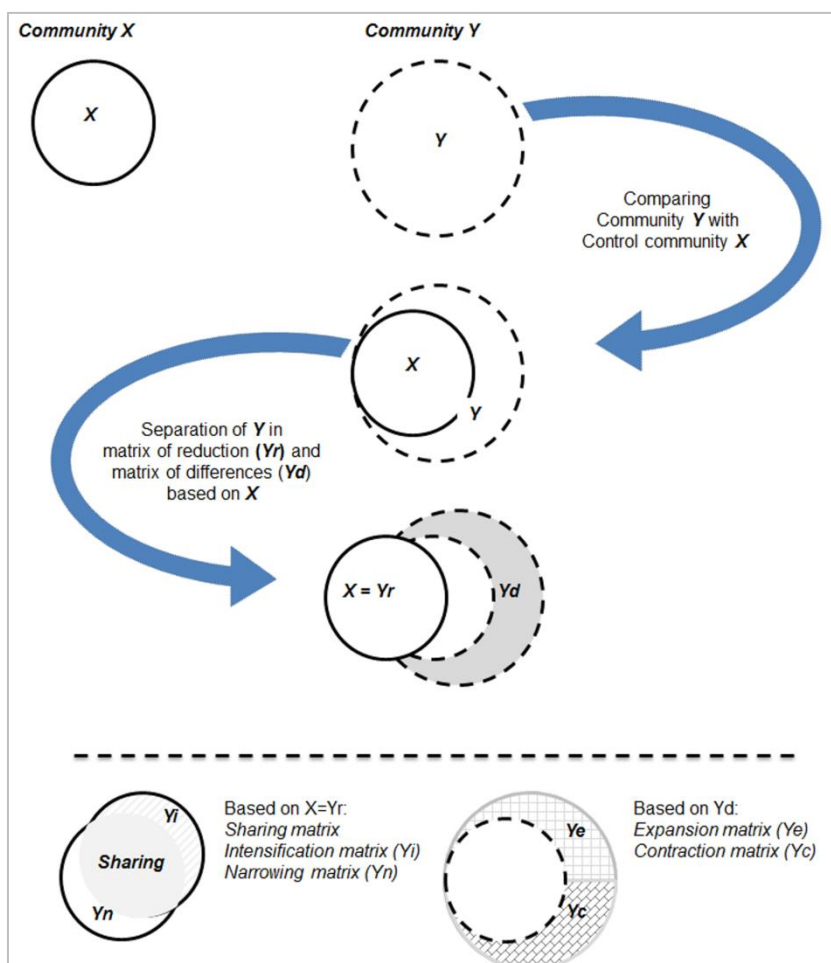 Community X
Community Y
X
Y
Comparing
Community Y with
Control community X
X
Y
Separation of Y in
matrix of reduction (Yr) and
matrix of differences (Yd)
based on X
X = Yr
Yd
Yi
Sharing
Yn
Based on X=Yr:
Sharing matrix
Intensification matrix (Yi)
Narrowing matrix (Yn)
Ye
Yc
Based on Yd:
Expansion matrix (Ye)
Contraction matrix (Yc)